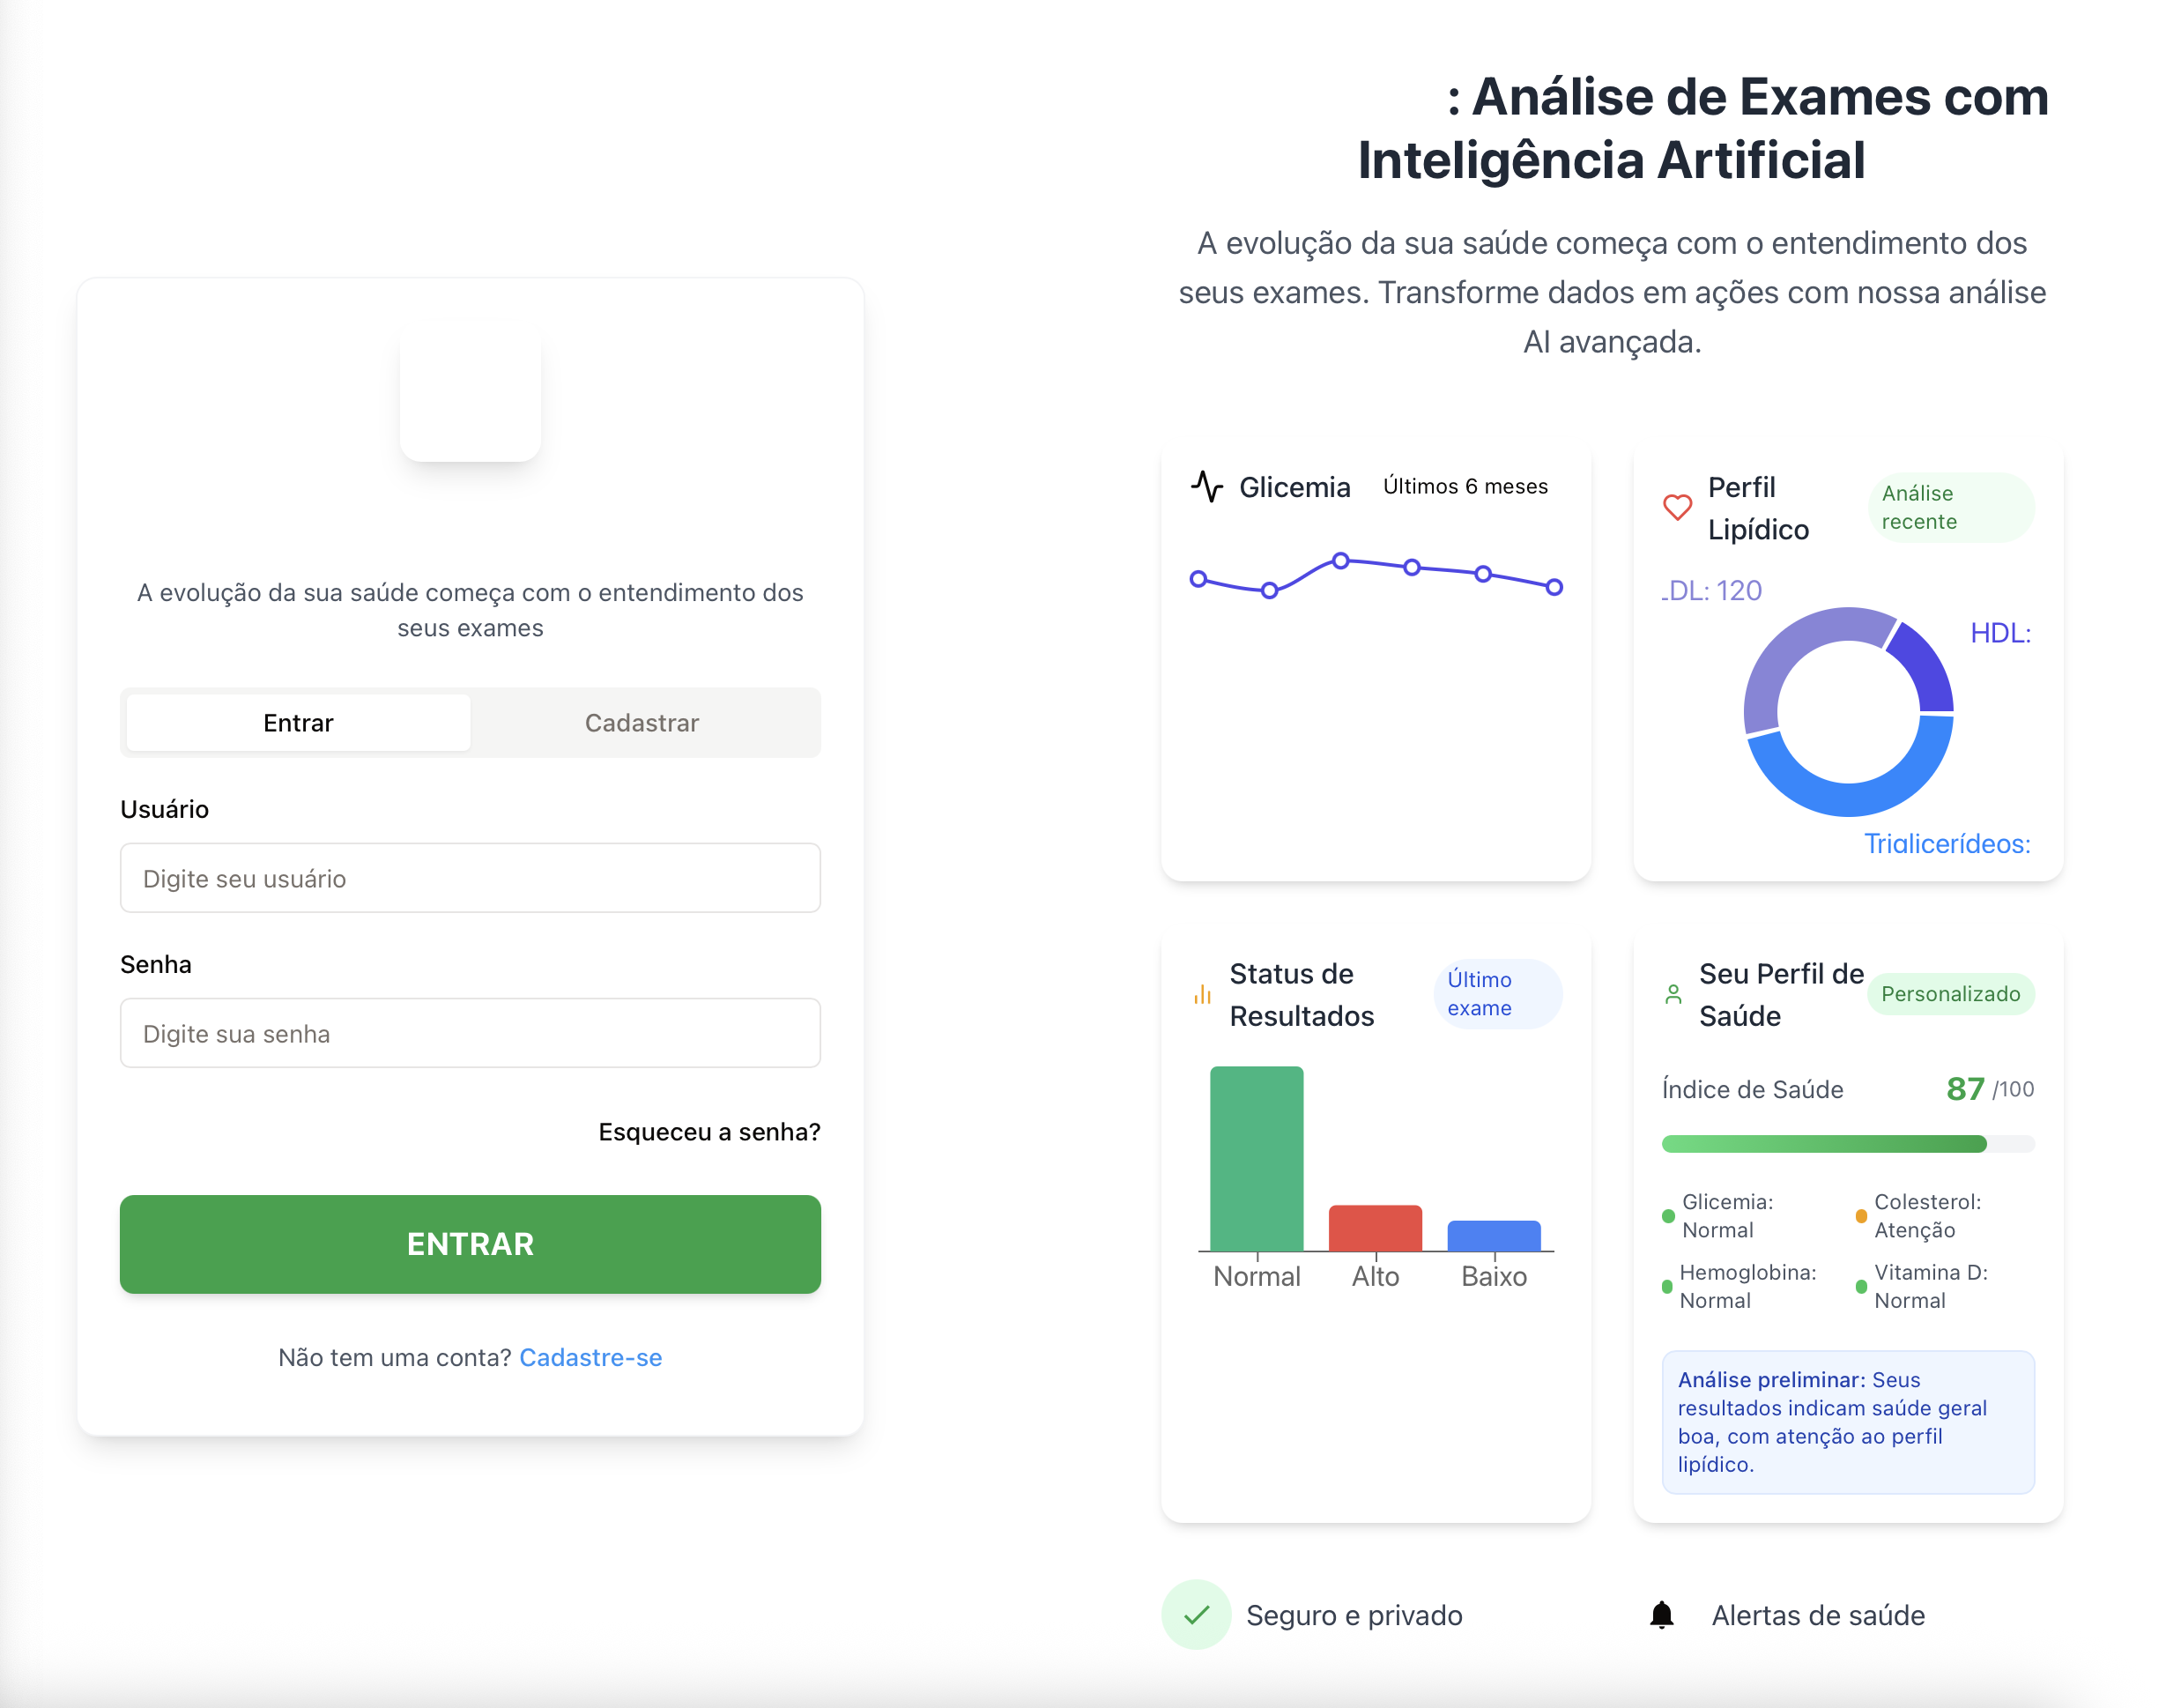 A evolução da sua saúde começa com o entendimento dos
seus exames
Entrar
Cadastrar
Usuário
Digite seu usuário
Senha
Digite sua senha
Esqueceu a senha?
ENTRAR
Não tem uma conta? Cadastre-se
: Análise de Exames com
Inteligência Artificial
A evolução da sua saúde começa com o entendimento dos
seus exames. Transforme dados em ações com nossa análise
AI avançada.
Glicemia
Últimos 6 meses
Perfil
Lipídico
Análise
recente
DL: 120
HDL:
Triglicerídeos:
Status de
Resultados
Último
exame
Normal
Alto
Baixo
Seu Perfil de
Saúde
Personalizado
Índice de Saúde
87 /100
Glicemia:
Normal
Colesterol:
Atenção
Hemoglobina:
Normal
Vitamina D:
Normal
Análise preliminar: Seus
resultados indicam saúde geral
boa, com atenção ao perfil
lipídico.
Seguro e privado
Alertas de saúde